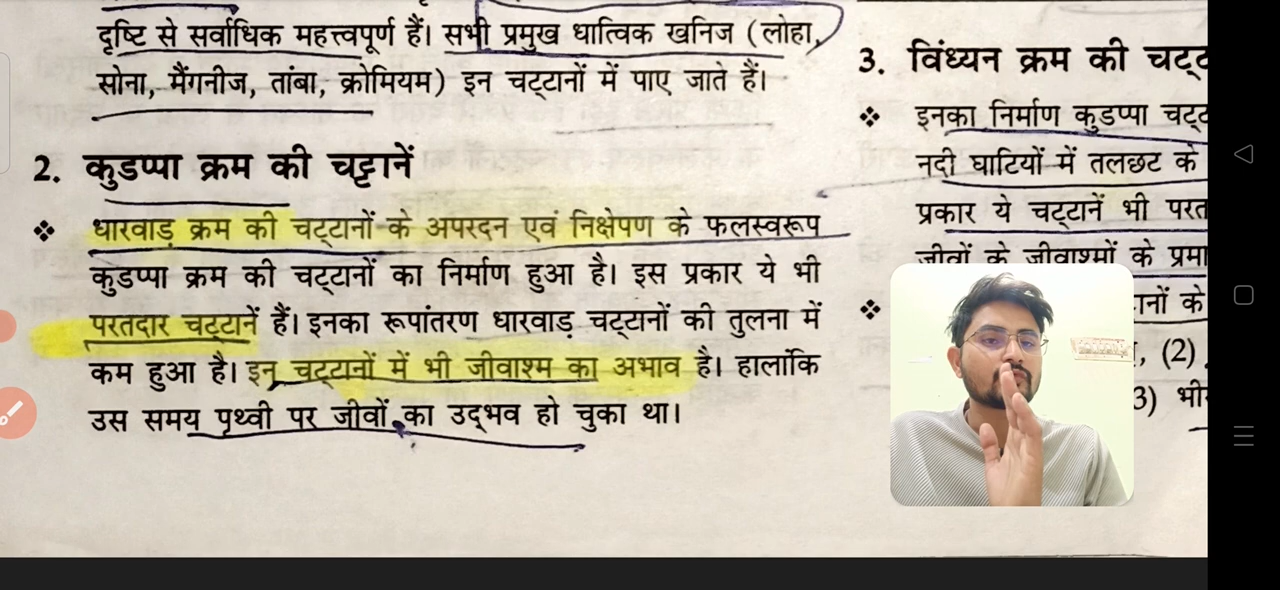 दृष्टि से सर्वाधिक महत्त्वपूर्ण हैं। सभी प्रमुख धात्विक खनिज (लोहा,
सोना, मैंगनीज, तांबा, क्रोमियम) इन चट्टानों में पाए जाते हैं।
2. कुडप्पा क्रम की चट्टानें
❖ धारवाड़ क्रम की चट्टानों के अपरदन एवं निक्षेपण के फलस्वरूप
कुडप्पा क्रम की चट्टानों का निर्माण हुआ है। इस प्रकार ये भी
परतदार चट्टानें हैं। इनका रूपांतरण धारवाड़ चट्टानों की तुलना में
कम हुआ है। इन चट्टानों में भी जीवाश्म का अभाव है। हालांकि
उस समय पृथ्वी पर जीवों का उद्भव हो चुका था।
3. विंध्यन क्रम की
❖ इनका निर्माण कुडप्पा
नदी घाटियों में तलछट के
प्रकार ये चट्टानें भी
जीवों के जीवाश्मों के
❖
के
, (2)
3)